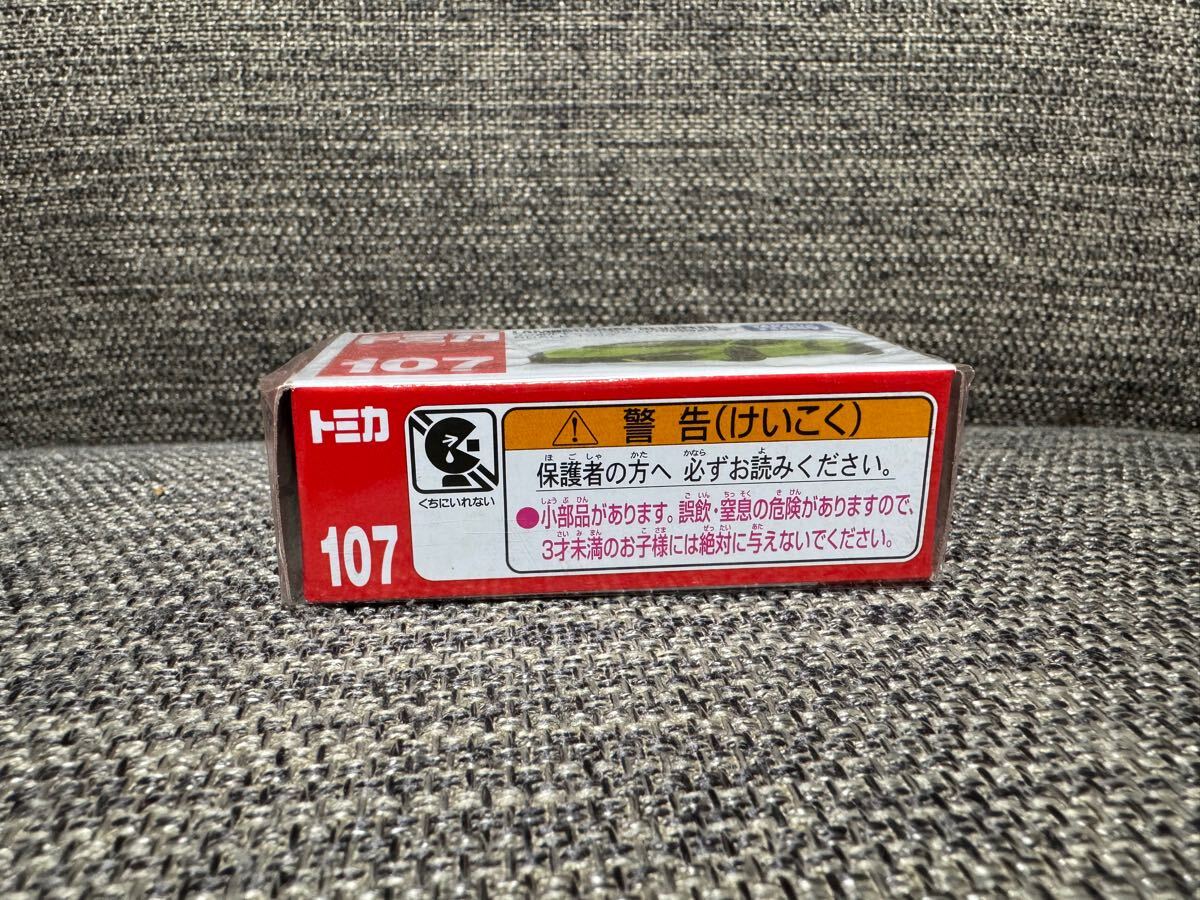 トミカ
107
トミカ
107
くちにいれない
警告(けいこく)
保護者の方へ 必ずお読みください。
●小部品があります。誤飲・窒息の危険がありますので、
3才未満のお子様には絶対に与えないでください。